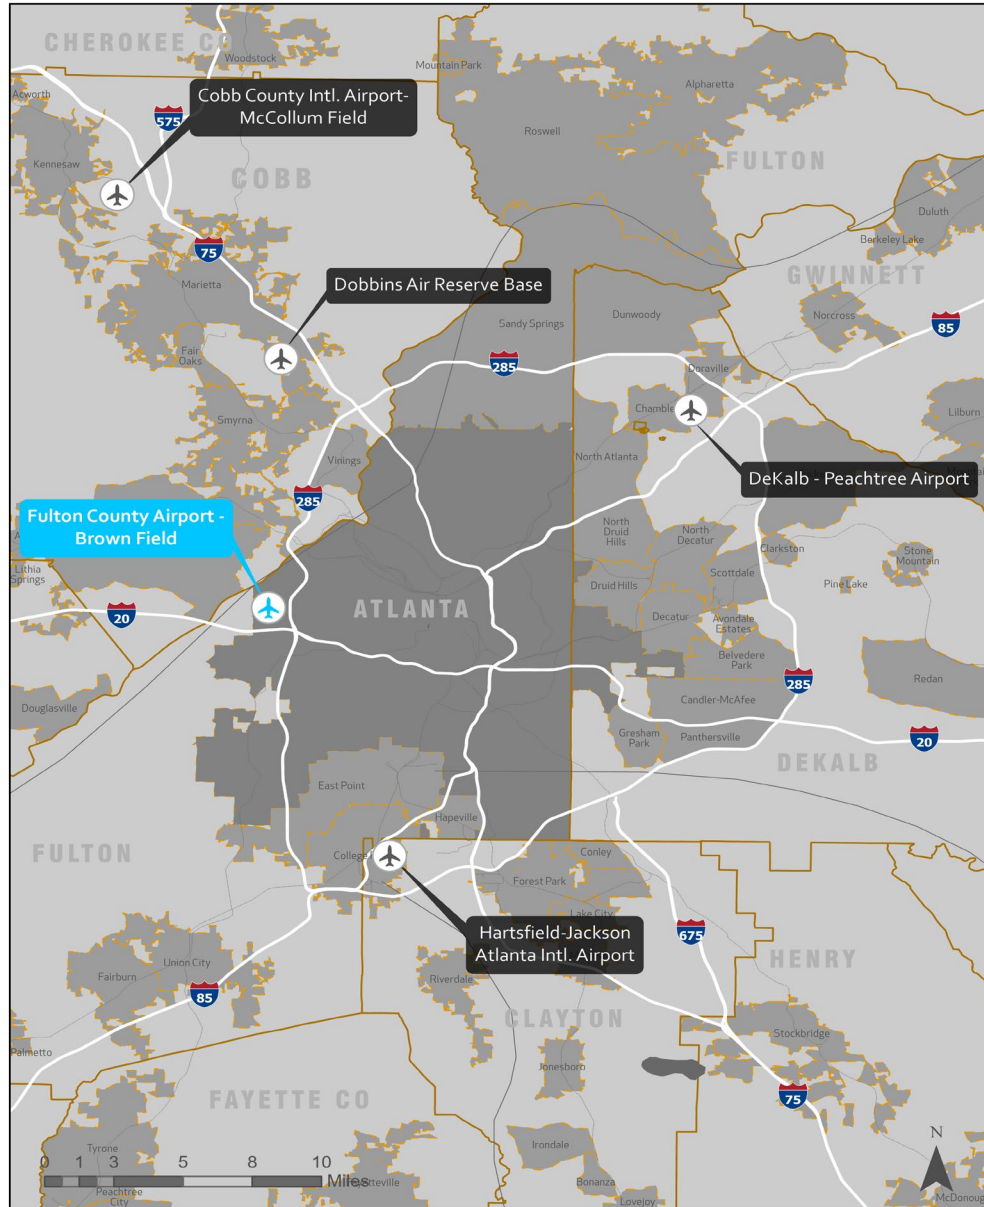 CHEROKEE CO
Woodstock
Mountain Park
Alpharetta
Acworth
Cobb County Intl. Airport-
McCollum Field
575
Roswell
Kennesaw
COBB
FULTON
Duluth
Berkeley Lake
75
Marietta
Dobbins Air Reserve Base
GWINNETT
Norcross
85
Sandy Springs
Dunwoody
Fair
Oaks
285
Doraville
Smyrna
Chamble
Lilburn
Vinings
North Atlanta
DeKalb - Peachtree Airport
285
Fulton County Airport -
Brown Field
North
Druid
Hills
North
Decatur
Clarkston
Stone
Mountain
Lithia
Springs
Druid Hills
Scottdale
Pine Lake
20
ATLANTA
Decatur
Avondale
Estates
Belvedere
Park
285
Redan
Douglasville
Candler-McAfee
Gresham
Park
Panthersville
20
DEKALB
East Point
Hapeville
FULTON
College
Conley
Forest Park
Lake City
Hartsfield-Jackson
Atlanta Intl. Airport
675
Union City
Fairburn
Riverdale
HENRY
85
CLAYTON
Stockbridge
Palmetto
Jonesboro
FAYETTE CO
75
N
Tyrone
Irondale
0 1 3 5 8 10
Miles
Peachtree
City
etteville
Bonanza
Lovejoy
McDonoug